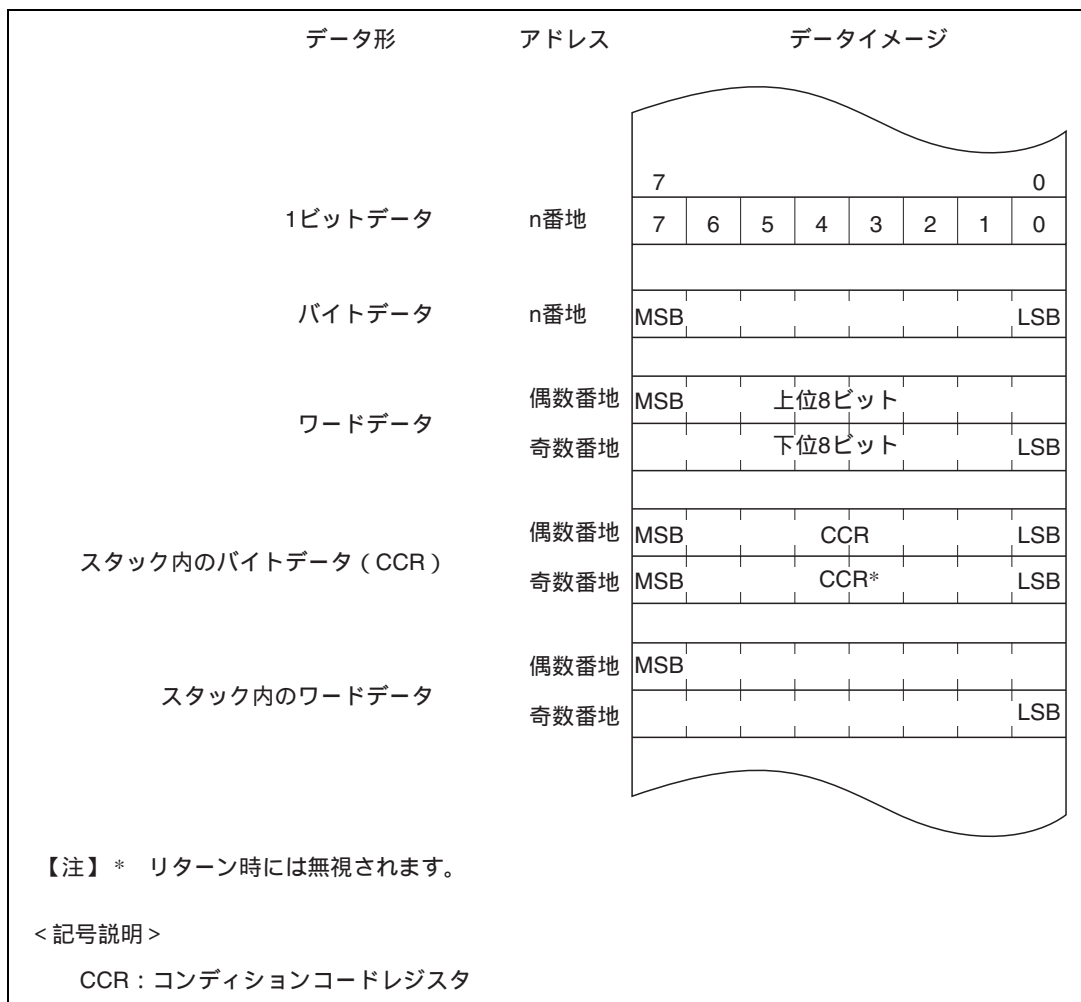 データ形 アドレス データイメージ
7 0
1ビットデータ n番地 7 6 5 4 3 2 1 0
バイトデータ n番地 MSB LSB
ワードデータ
偶数番地 MSB 上位8ビット
奇数番地 下位8ビット LSB
スタック内のバイトデータ（CCR）
偶数番地 MSB CCR LSB
奇数番地 MSB CCR* LSB
スタック内のワードデータ
偶数番地 MSB
奇数番地 LSB
【注】* リターン時には無視されます。
<記号説明>
CCR：コンディションコードレジスタ